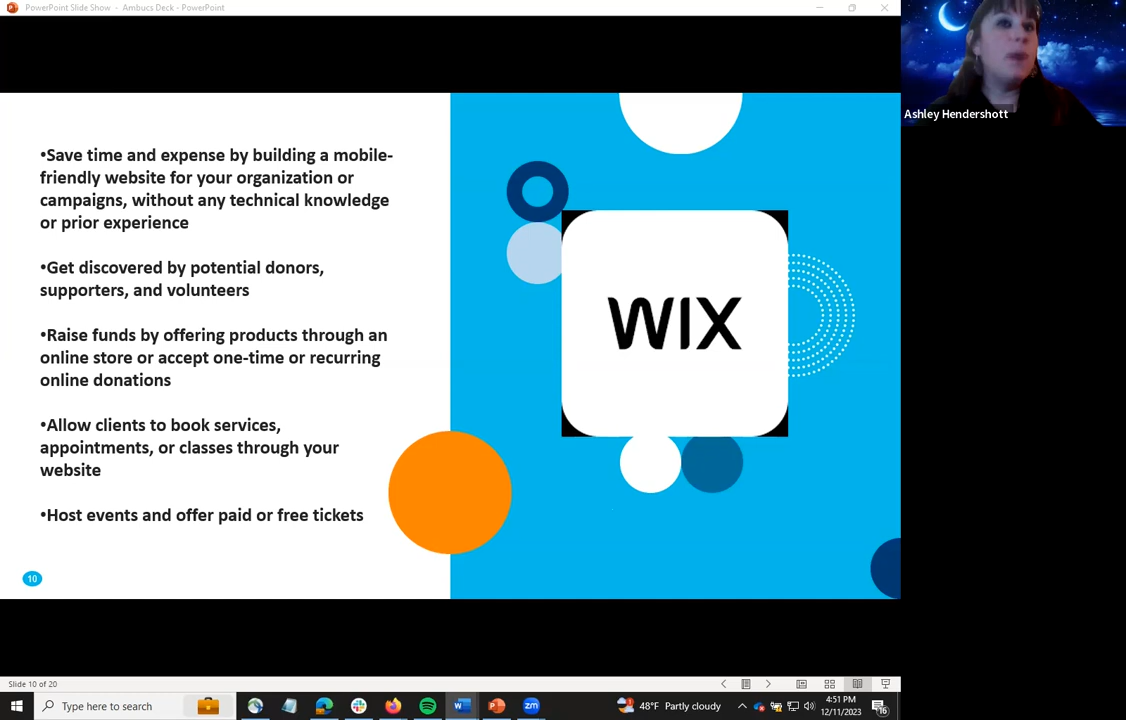 PowerPoint Slide Show - Ambucs Deck - PowerPoint
Ashley Hendershott
•Save time and expense by building a mobile-
friendly website for your organization or
campaigns, without any technical knowledge
or prior experience
•Get discovered by potential donors,
supporters, and volunteers
•Raise funds by offering products through an
online store or accept one-time or recurring
online donations
•Allow clients to book services,
appointments, or classes through your
website
•Host events and offer paid or free tickets
WIX
10
Slide 10 of 20
Type here to search
48°F Partly cloudy
4:51 PM
12/11/2023
16